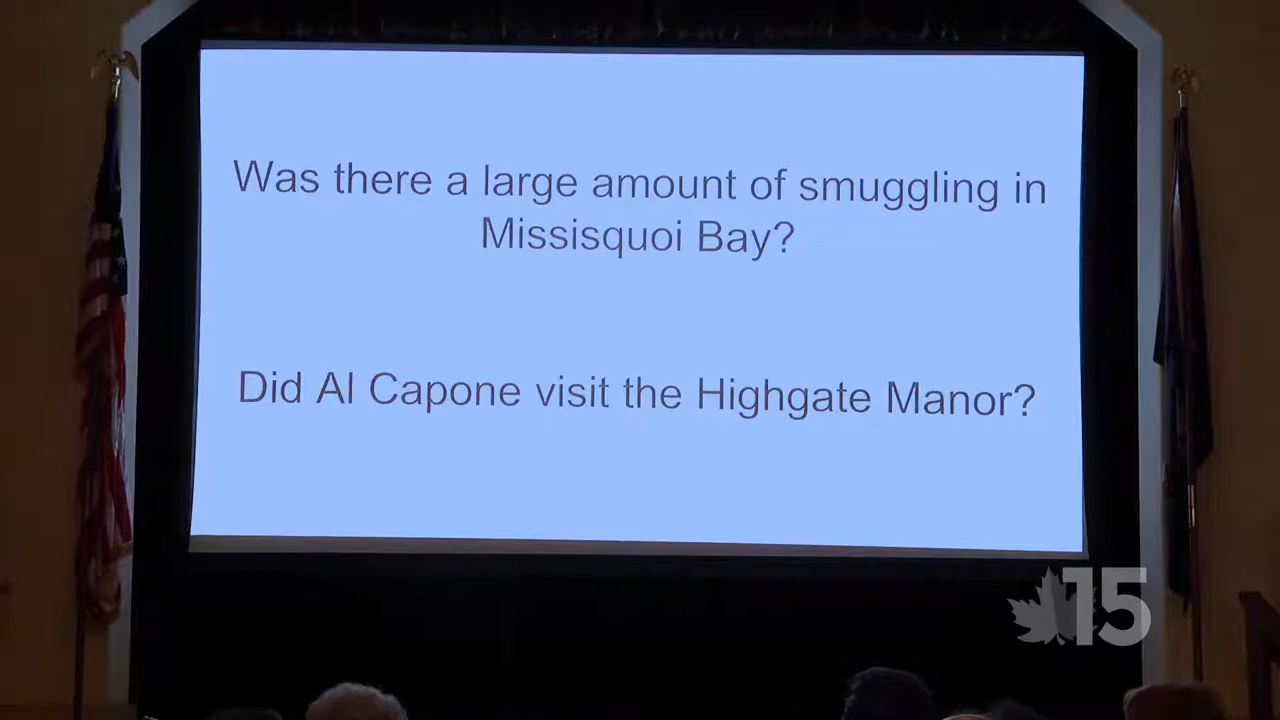 Was there a large amount of smuggling in
Missisquoi Bay?
Did Al Capone visit the Highgate Manor?
15